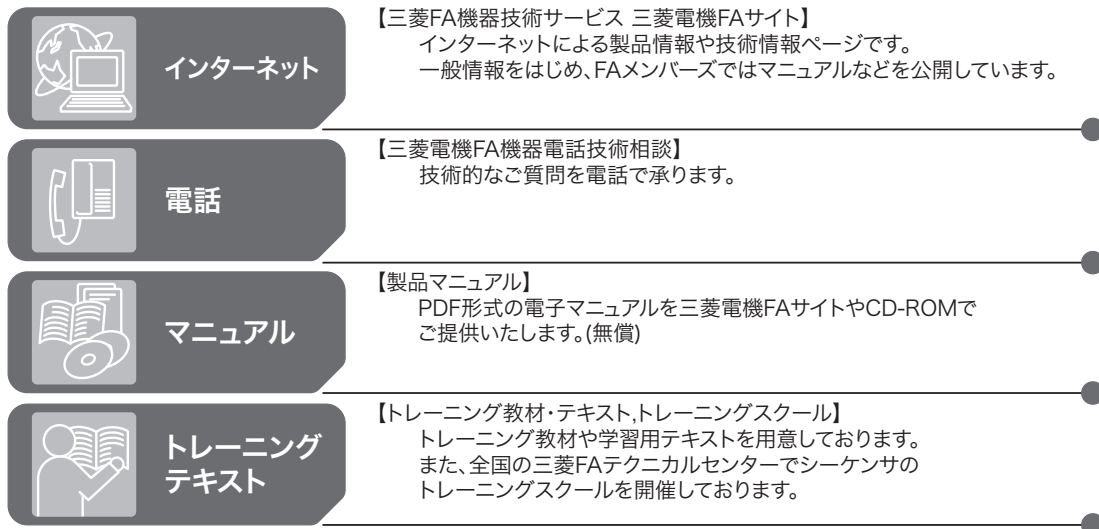 インターネット
【三菱FA機器技術サービス 三菱電機FAサイト】
インターネットによる製品情報や技術情報ページです。
一般情報をはじめ、FAメンバーズではマニュアルなどを公開しています。
電話
【三菱電機FA機器電話技術相談】
技術的なご質問を電話で承ります。
マニュアル
【製品マニュアル】
PDF形式の電子マニュアルを三菱電機FAサイトやCD-ROMで
ご提供いたします。(無償)
トレーニング
テキスト
【トレーニング教材・テキスト,トレーニングスクール】
トレーニング教材や学習用テキストを用意しております。
また、全国の三菱FAテクニカルセンターでシーケンサの
トレーニングスクールを開催しております。